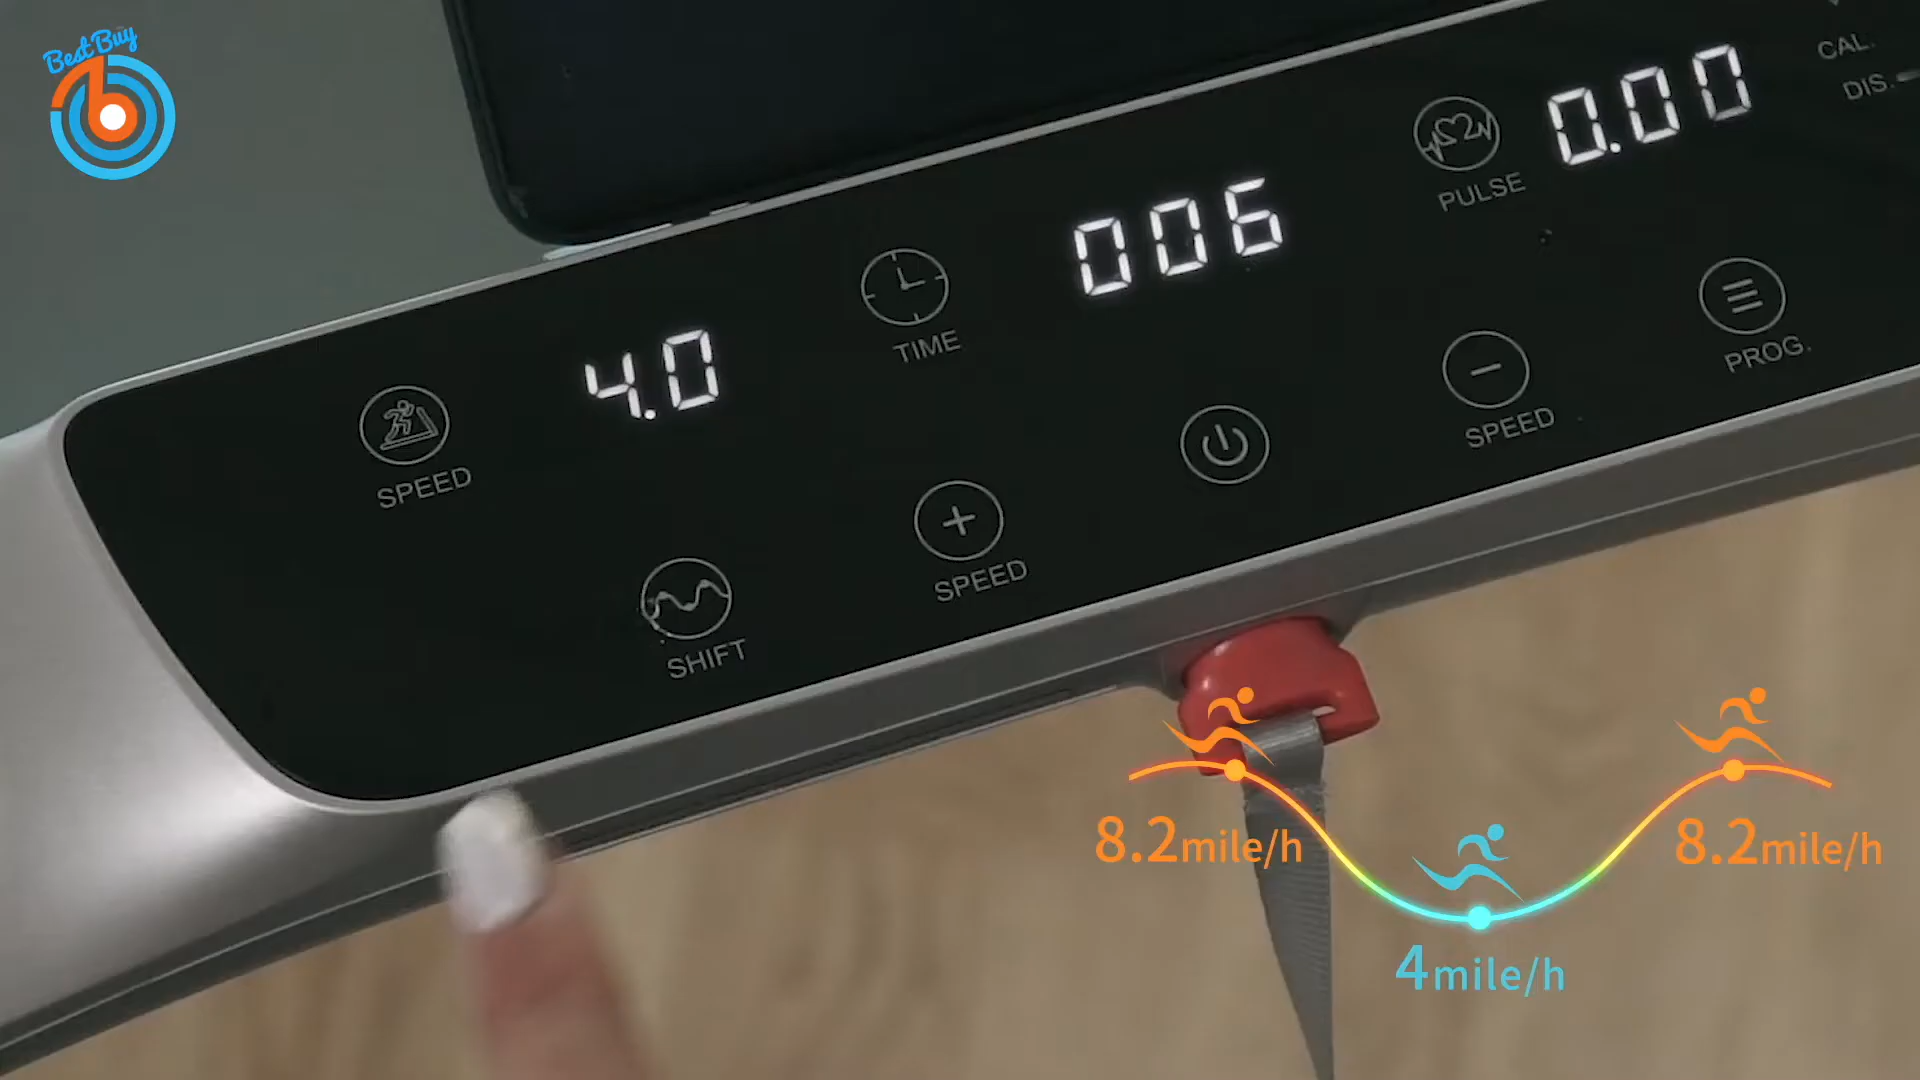 Best Buy
CAL.
DIS.
PULSE
0.00
TIME
006
SPEED
4.0
PROG.
SPEED
SPEED
SHIFT
8.2mile/h
8.2mile/h
4mile/h